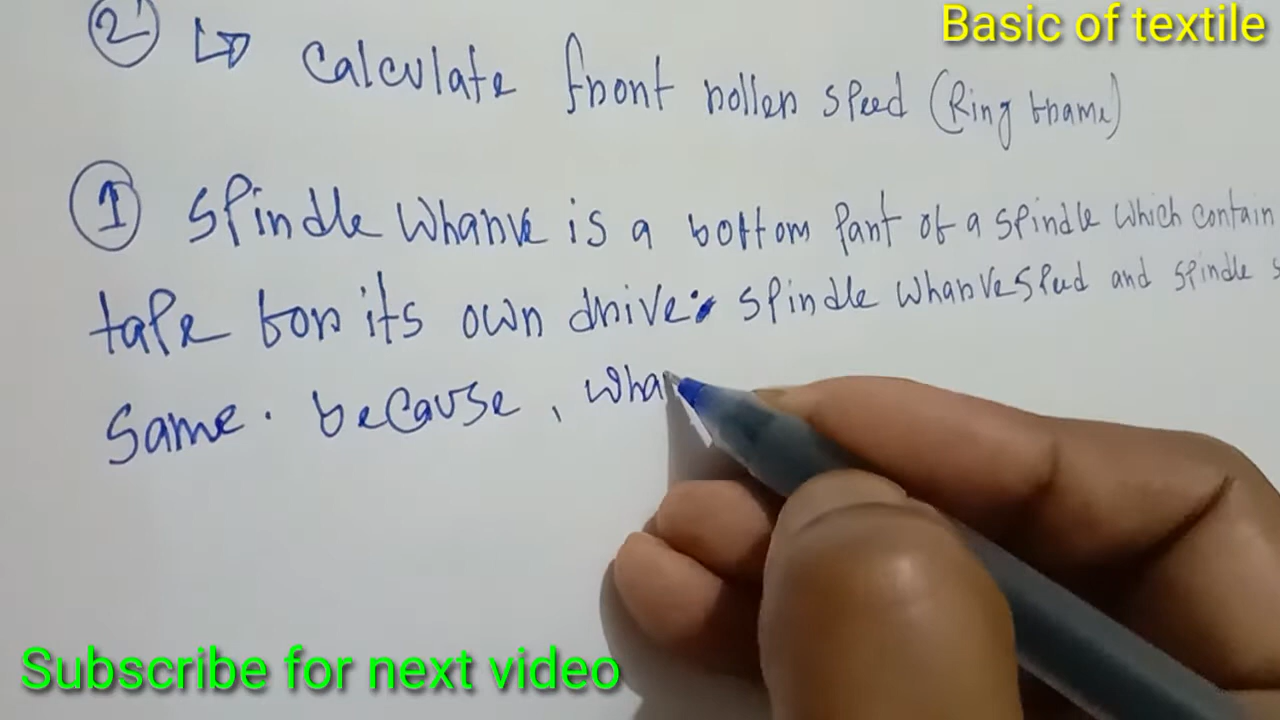 Basic of textile
2 ↳ Calculate front roller speed (Ring frame)
1 Spindle wharve is a bottom part of a spindle which contain
tape for its own drive. spindle wharve speed and spindle s
same. because, wha
Subscribe for next video